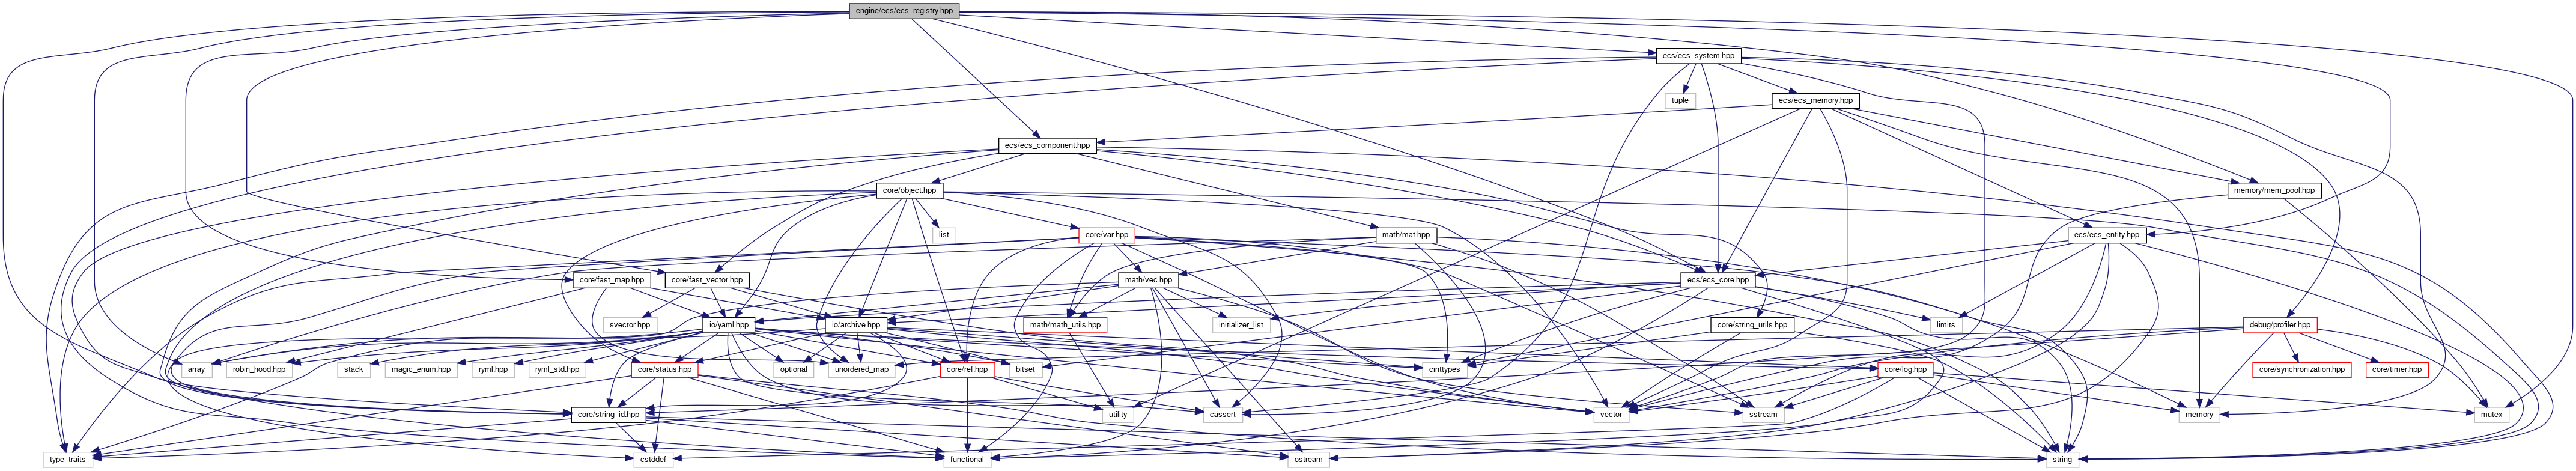 engine/ecs/ecs_registry.hpp
ecs/ecs_system.hpp
tuple
ecs/ecs_memory.hpp
ecs/ecs_component.hpp
core/object.hpp
memory/mem_pool.hpp
list
core/var.hpp
math/mat.hpp
ecs/ecs_entity.hpp
core/fast_map.hpp
core/fast_vector.hpp
math/vec.hpp
ecs/ecs_core.hpp
svector.hpp
io/yaml.hpp
io/archive.hpp
math/math_utils.hpp
initializer_list
core/string_utils.hpp
limits
debug/profiler.hpp
array
robin_hood.hpp
stack
magic_enum.hpp
ryml.hpp
ryml_std.hpp
core/status.hpp
optional
unordered_map
core/ref.hpp
bitset
cinttypes
core/log.hpp
core/synchronization.hpp
core/timer.hpp
core/string_id.hpp
utility
cassert
vector
sstream
memory
mutex
type_traits
cstddef
functional
ostream
string